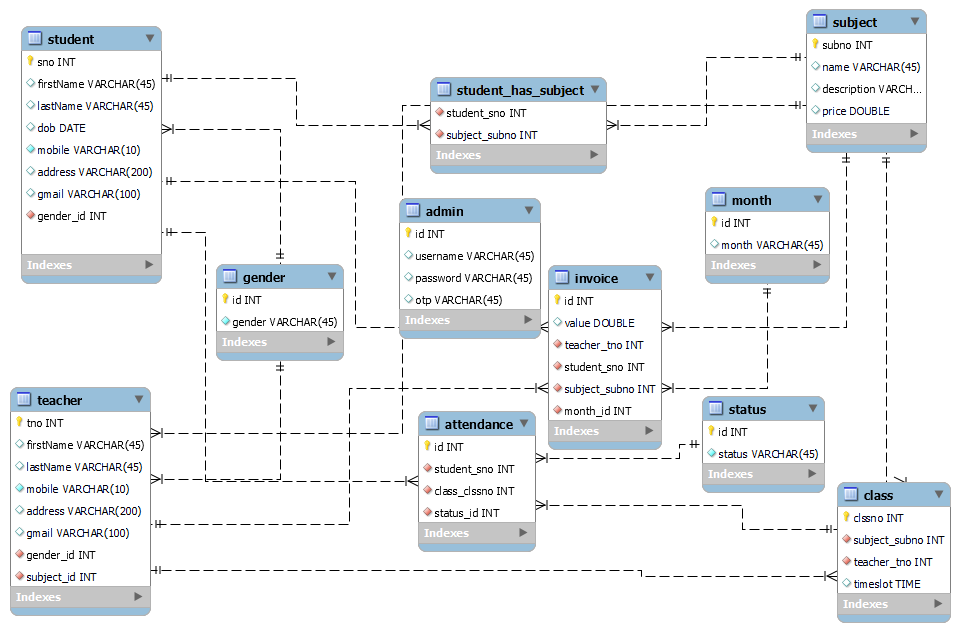 student
sno INT
firstName VARCHAR(45)
lastName VARCHAR(45)
dob DATE
mobile VARCHAR(10)
address VARCHAR(200)
gmail VARCHAR(100)
gender_id INT
Indexes
student_has_subject
student_sno INT
subject_subno INT
Indexes
subject
subno INT
name VARCHAR(45)
description VARCH...
price DOUBLE
Indexes
admin
id INT
username VARCHAR(45)
password VARCHAR(45)
otp VARCHAR(45)
Indexes
month
id INT
month VARCHAR(45)
Indexes
gender
id INT
gender VARCHAR(45)
Indexes
invoice
id INT
value DOUBLE
teacher_tno INT
student_sno INT
subject_subno INT
month_id INT
Indexes
teacher
tno INT
firstName VARCHAR(45)
lastName VARCHAR(45)
mobile VARCHAR(10)
address VARCHAR(200)
gmail VARCHAR(100)
gender_id INT
subject_id INT
Indexes
attendance
id INT
student_sno INT
class_clssno INT
status_id INT
Indexes
status
id INT
status VARCHAR(45)
Indexes
class
clssno INT
subject_subno INT
teacher_tno INT
timeslot TIME
Indexes